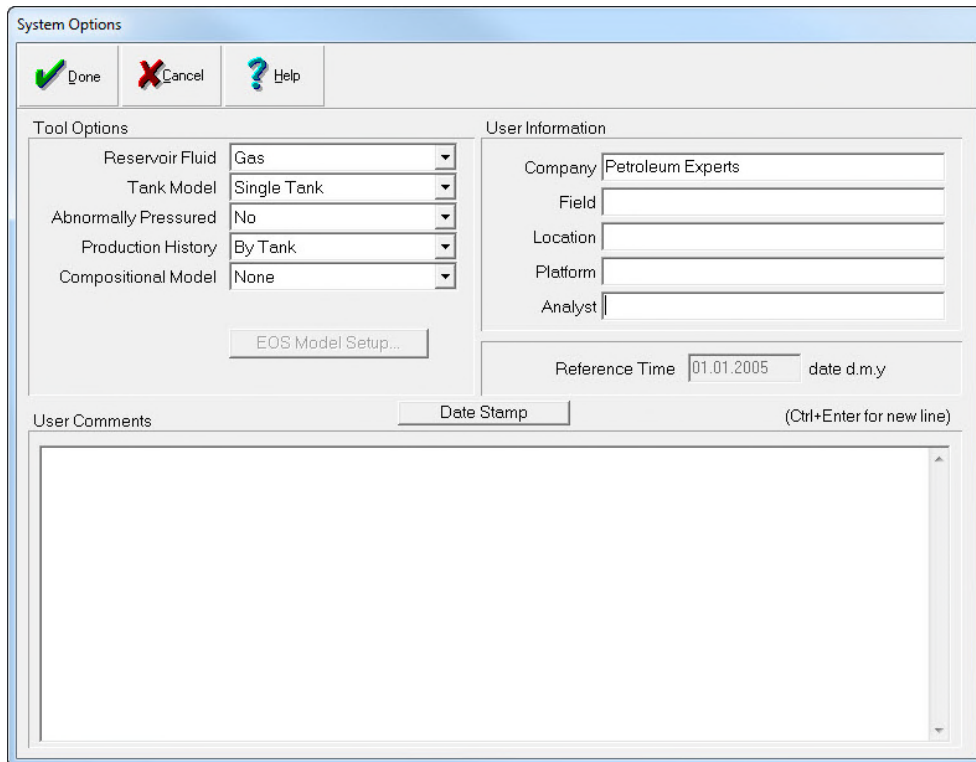 System Options
Done Cancel Help
Tool Options
Reservoir Fluid Gas
Tank Model Single Tank
Abnormally Pressured No
Production History By Tank
Compositional Model None
EOS Model Setup...
User Information
Company Petroleum Experts
Field
Location
Platform
Analyst
Reference Time 01.01.2005 date d.m.y
User Comments Date Stamp (Ctrl+Enter for new line)